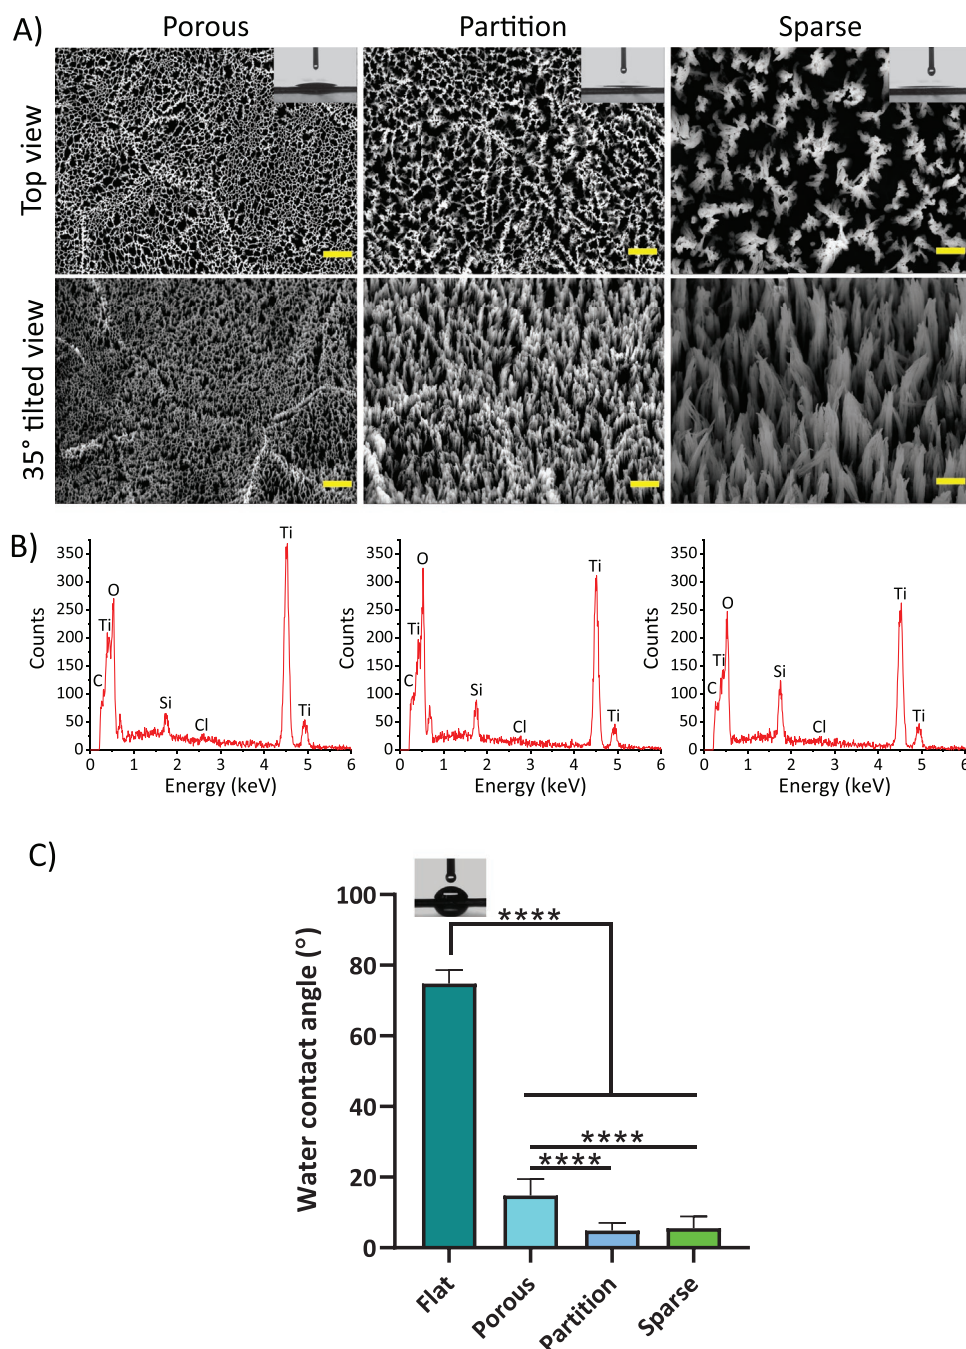 A)
Porous
Partition
Sparse
Top view
35° tilted view
B)
350
300
250
200
150
100
50
0
Counts
C
Ti
O
Si
Cl
Ti
Ti
0 1 2 3 4 5 6
Energy (keV)
350
300
250
200
150
100
50
0
Counts
C
Ti
O
Si
Cl
Ti
Ti
0 1 2 3 4 5 6
Energy (keV)
350
300
250
200
150
100
50
0
Counts
C
Ti
O
Si
Cl
Ti
Ti
0 1 2 3 4 5 6
Energy (keV)
C)
Water contact angle (°)
100
80
60
40
20
0
****
****
****
Flat
Porous
Partition
Sparse